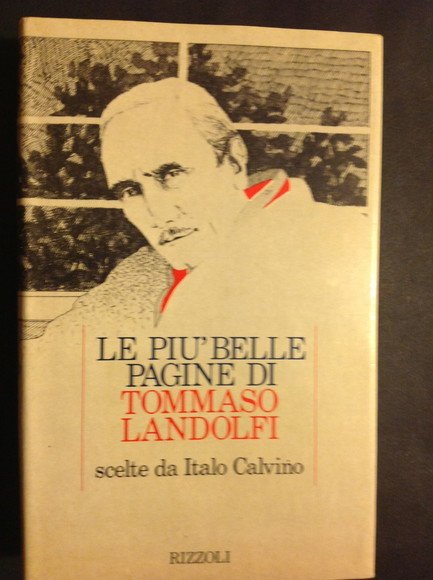 LE PIU' BELLE
PAGINE DI
TOMMASO
LANDOLFI
scelte da Italo Calvino
RIZZOLI